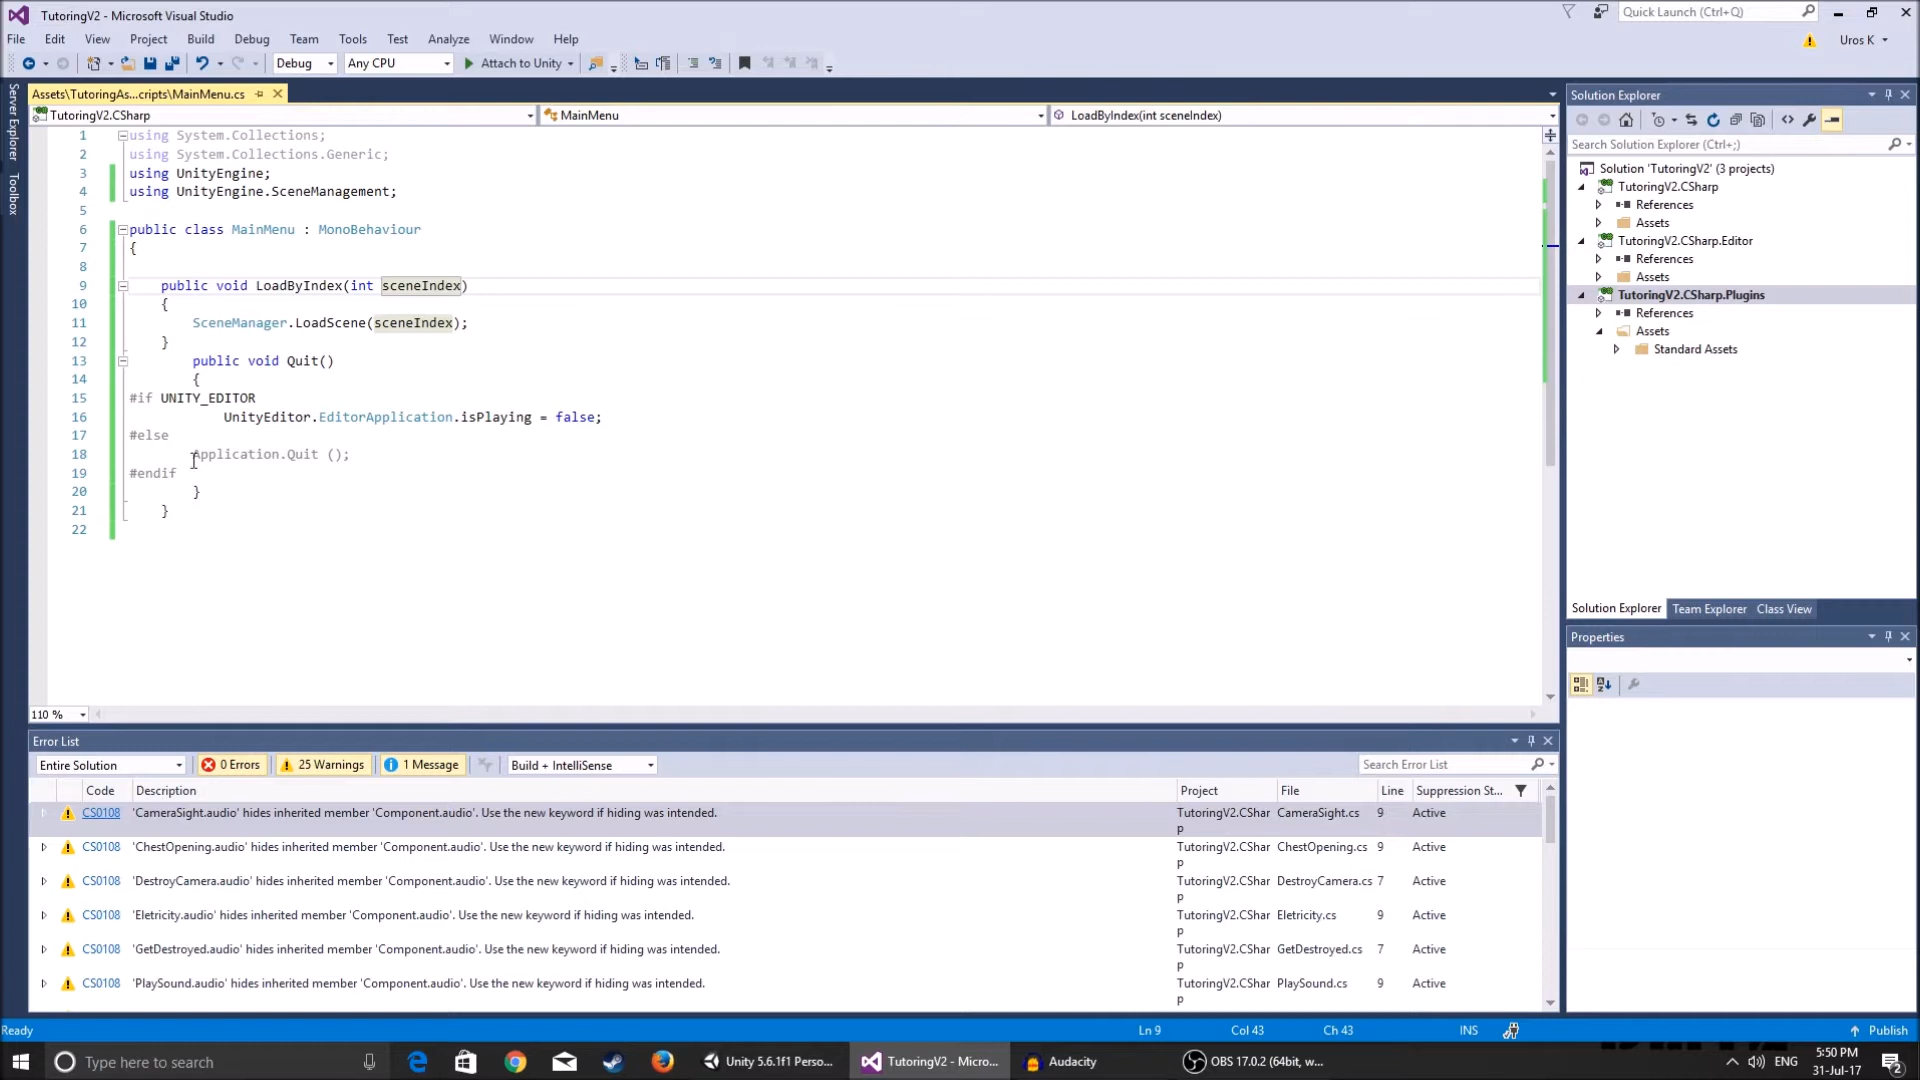 TutoringV2 - Microsoft Visual Studio
Quick Launch (Ctrl+Q)
File Edit View Project Build Debug Team Tools Test Analyze Window Help
Uros K
Debug Any CPU Attach to Unity
Server Explorer
Toolbox
Assets\TutoringAs...cripts\MainMenu.cs
TutoringV2.CSharp MainMenu LoadByIndex(int sceneIndex)
1 using System.Collections;
2 using System.Collections.Generic;
3 using UnityEngine;
4 using UnityEngine.SceneManagement;
5
6 public class MainMenu : MonoBehaviour
7 {
8
9 public void LoadByIndex(int sceneIndex)
10 {
11 SceneManager.LoadScene(sceneIndex);
12 }
13 public void Quit()
14 {
15 #if UNITY_EDITOR
16 UnityEditor.EditorApplication.isPlaying = false;
17 #else
18 Application.Quit ();
19 #endif
20 }
21 }
22
110 %
Solution Explorer
Search Solution Explorer (Ctrl+;)
Solution 'TutoringV2' (3 projects)
TutoringV2.CSharp
References
Assets
TutoringV2.CSharp.Editor
References
Assets
TutoringV2.CSharp.Plugins
References
Assets
Standard Assets
Solution Explorer Team Explorer Class View
Properties
Error List
Entire Solution 0 Errors 25 Warnings 1 Message Build + IntelliSense Search Error List
Code Description Project File Line Suppression St...
CS0108 'CameraSight.audio' hides inherited member 'Component.audio'. Use the new keyword if hiding was intended. TutoringV2.CShar CameraSight.cs 9 Active
p
CS0108 'ChestOpening.audio' hides inherited member 'Component.audio'. Use the new keyword if hiding was intended. TutoringV2.CShar ChestOpening.cs 9 Active
p
CS0108 'DestroyCamera.audio' hides inherited member 'Component.audio'. Use the new keyword if hiding was intended. TutoringV2.CShar DestroyCamera.cs 7 Active
p
CS0108 'Eletricity.audio' hides inherited member 'Component.audio'. Use the new keyword if hiding was intended. TutoringV2.CShar Eletricity.cs 9 Active
p
CS0108 'GetDestroyed.audio' hides inherited member 'Component.audio'. Use the new keyword if hiding was intended. TutoringV2.CShar GetDestroyed.cs 7 Active
p
CS0108 'PlaySound.audio' hides inherited member 'Component.audio'. Use the new keyword if hiding was intended. TutoringV2.CShar PlaySound.cs 9 Active
p
Ready Ln 9 Col 43 Ch 43 INS Publish
Type here to search Unity 5.6.1f1 Perso... TutoringV2 - Micro... Audacity OBS 17.0.2 (64bit, w... ENG 5:50 PM
31-Jul-17
2